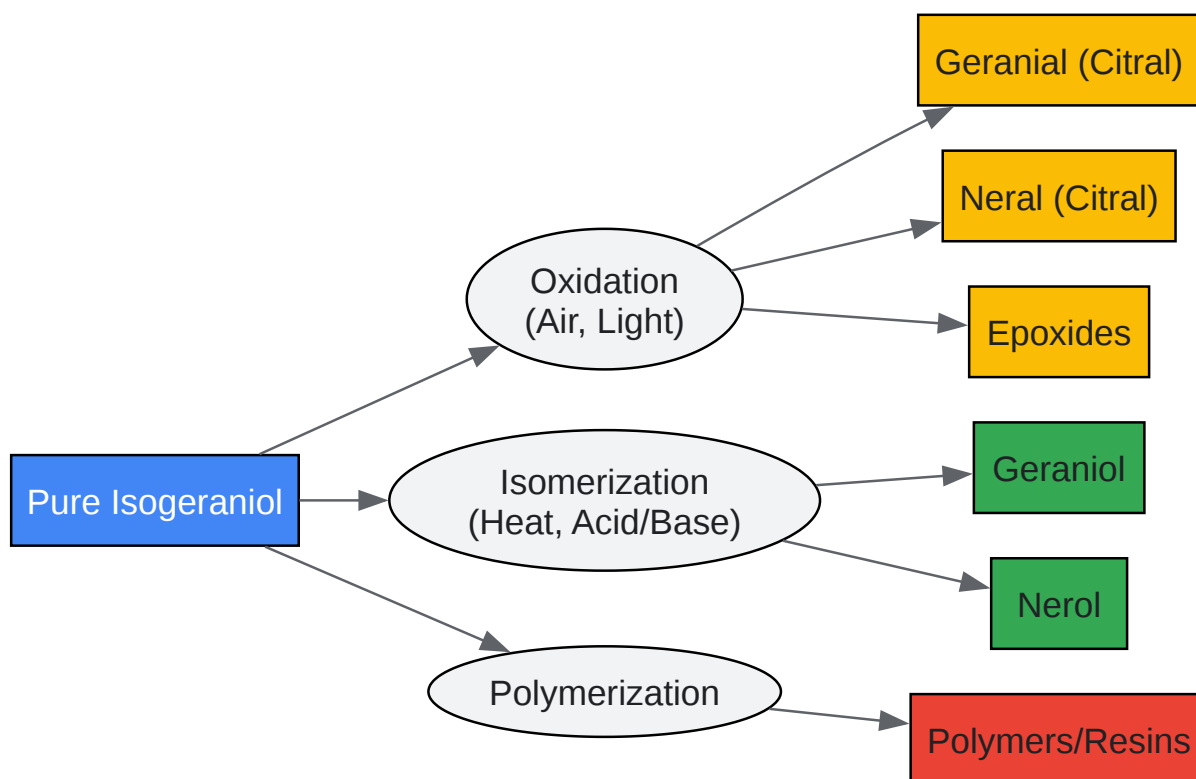 Geranial (Citral)
Neral (Citral)
Oxidation
(Air, Light)
Epoxides
Pure Isogeraniol
Isomerization
(Heat, Acid/Base)
Geraniol
Nerol
Polymerization
Polymers/Resins